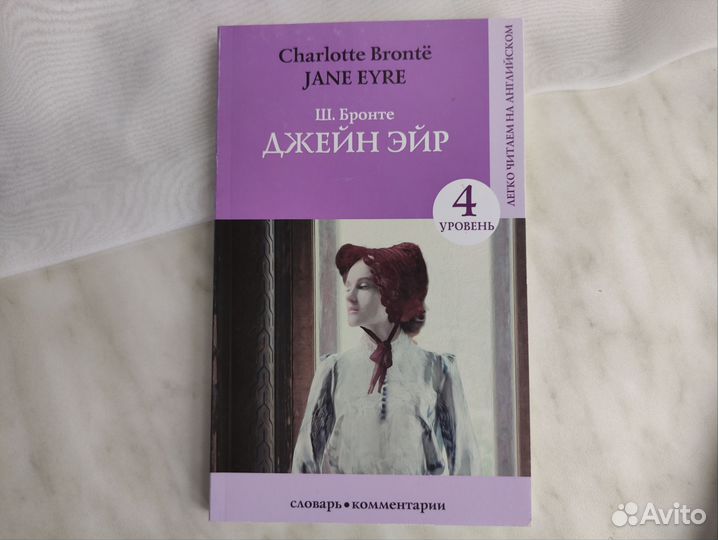 Charlotte Brontë
JANE EYRE
Ш. Бронте
ДЖЕЙН ЭЙР
ЛЕГКО ЧИТАЕМ НА АНГЛИЙСКОМ
4
УРОВЕНЬ
словарь•комментарии
Avito